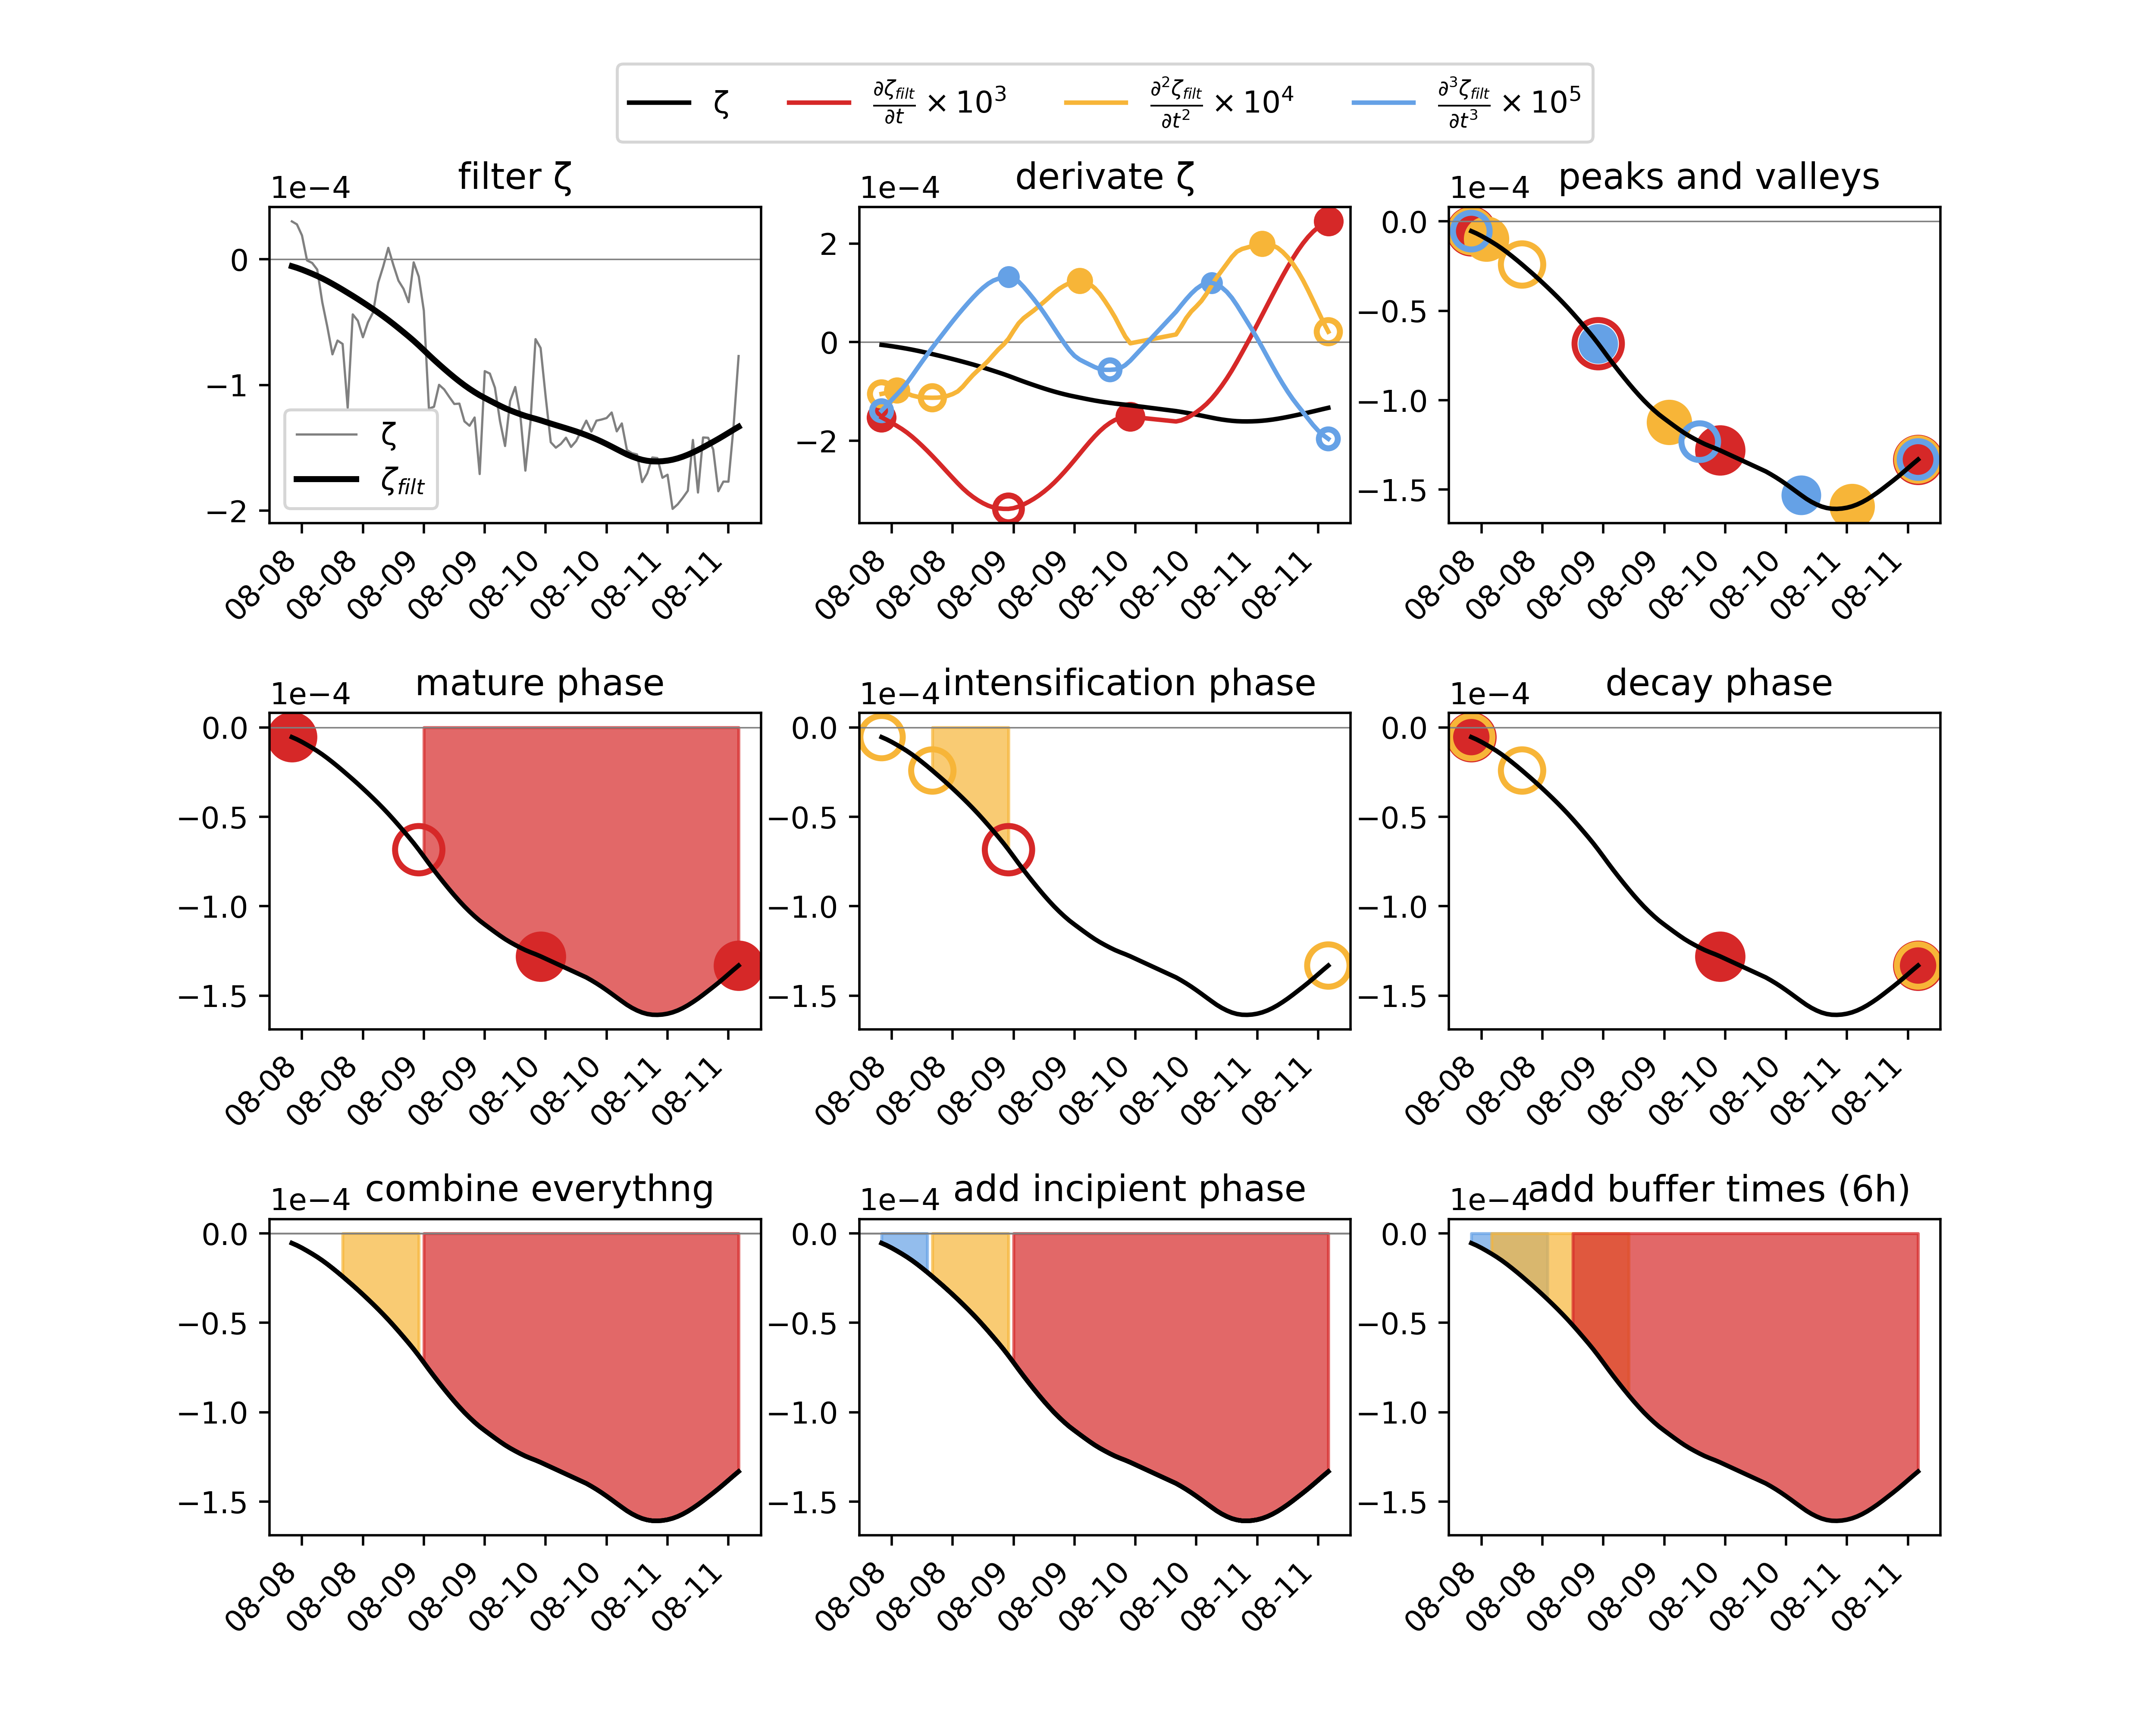 ζ ∂ζ_filt/∂t × 10³ ∂²ζ_filt/∂t² × 10⁴ ∂³ζ_filt/∂t³ × 10⁵
1e−4 filter ζ
0
−1
−2
ζ
ζ_filt
08-08 08-08 08-09 08-09 08-10 08-10 08-11 08-11
1e−4 derivate ζ
2
0
−2
08-08 08-08 08-09 08-09 08-10 08-10 08-11 08-11
1e−4 peaks and valleys
0.0
−0.5
−1.0
−1.5
08-08 08-08 08-09 08-09 08-10 08-10 08-11 08-11
1e−4 mature phase
0.0
−0.5
−1.0
−1.5
08-08 08-08 08-09 08-09 08-10 08-10 08-11 08-11
1e−4 intensification phase
0.0
−0.5
−1.0
−1.5
08-08 08-08 08-09 08-09 08-10 08-10 08-11 08-11
1e−4 decay phase
0.0
−0.5
−1.0
−1.5
08-08 08-08 08-09 08-09 08-10 08-10 08-11 08-11
1e−4 combine everythng
0.0
−0.5
−1.0
−1.5
08-08 08-08 08-09 08-09 08-10 08-10 08-11 08-11
1e−4 add incipient phase
0.0
−0.5
−1.0
−1.5
08-08 08-08 08-09 08-09 08-10 08-10 08-11 08-11
1e−4 add buffer times (6h)
0.0
−0.5
−1.0
−1.5
08-08 08-08 08-09 08-09 08-10 08-10 08-11 08-11